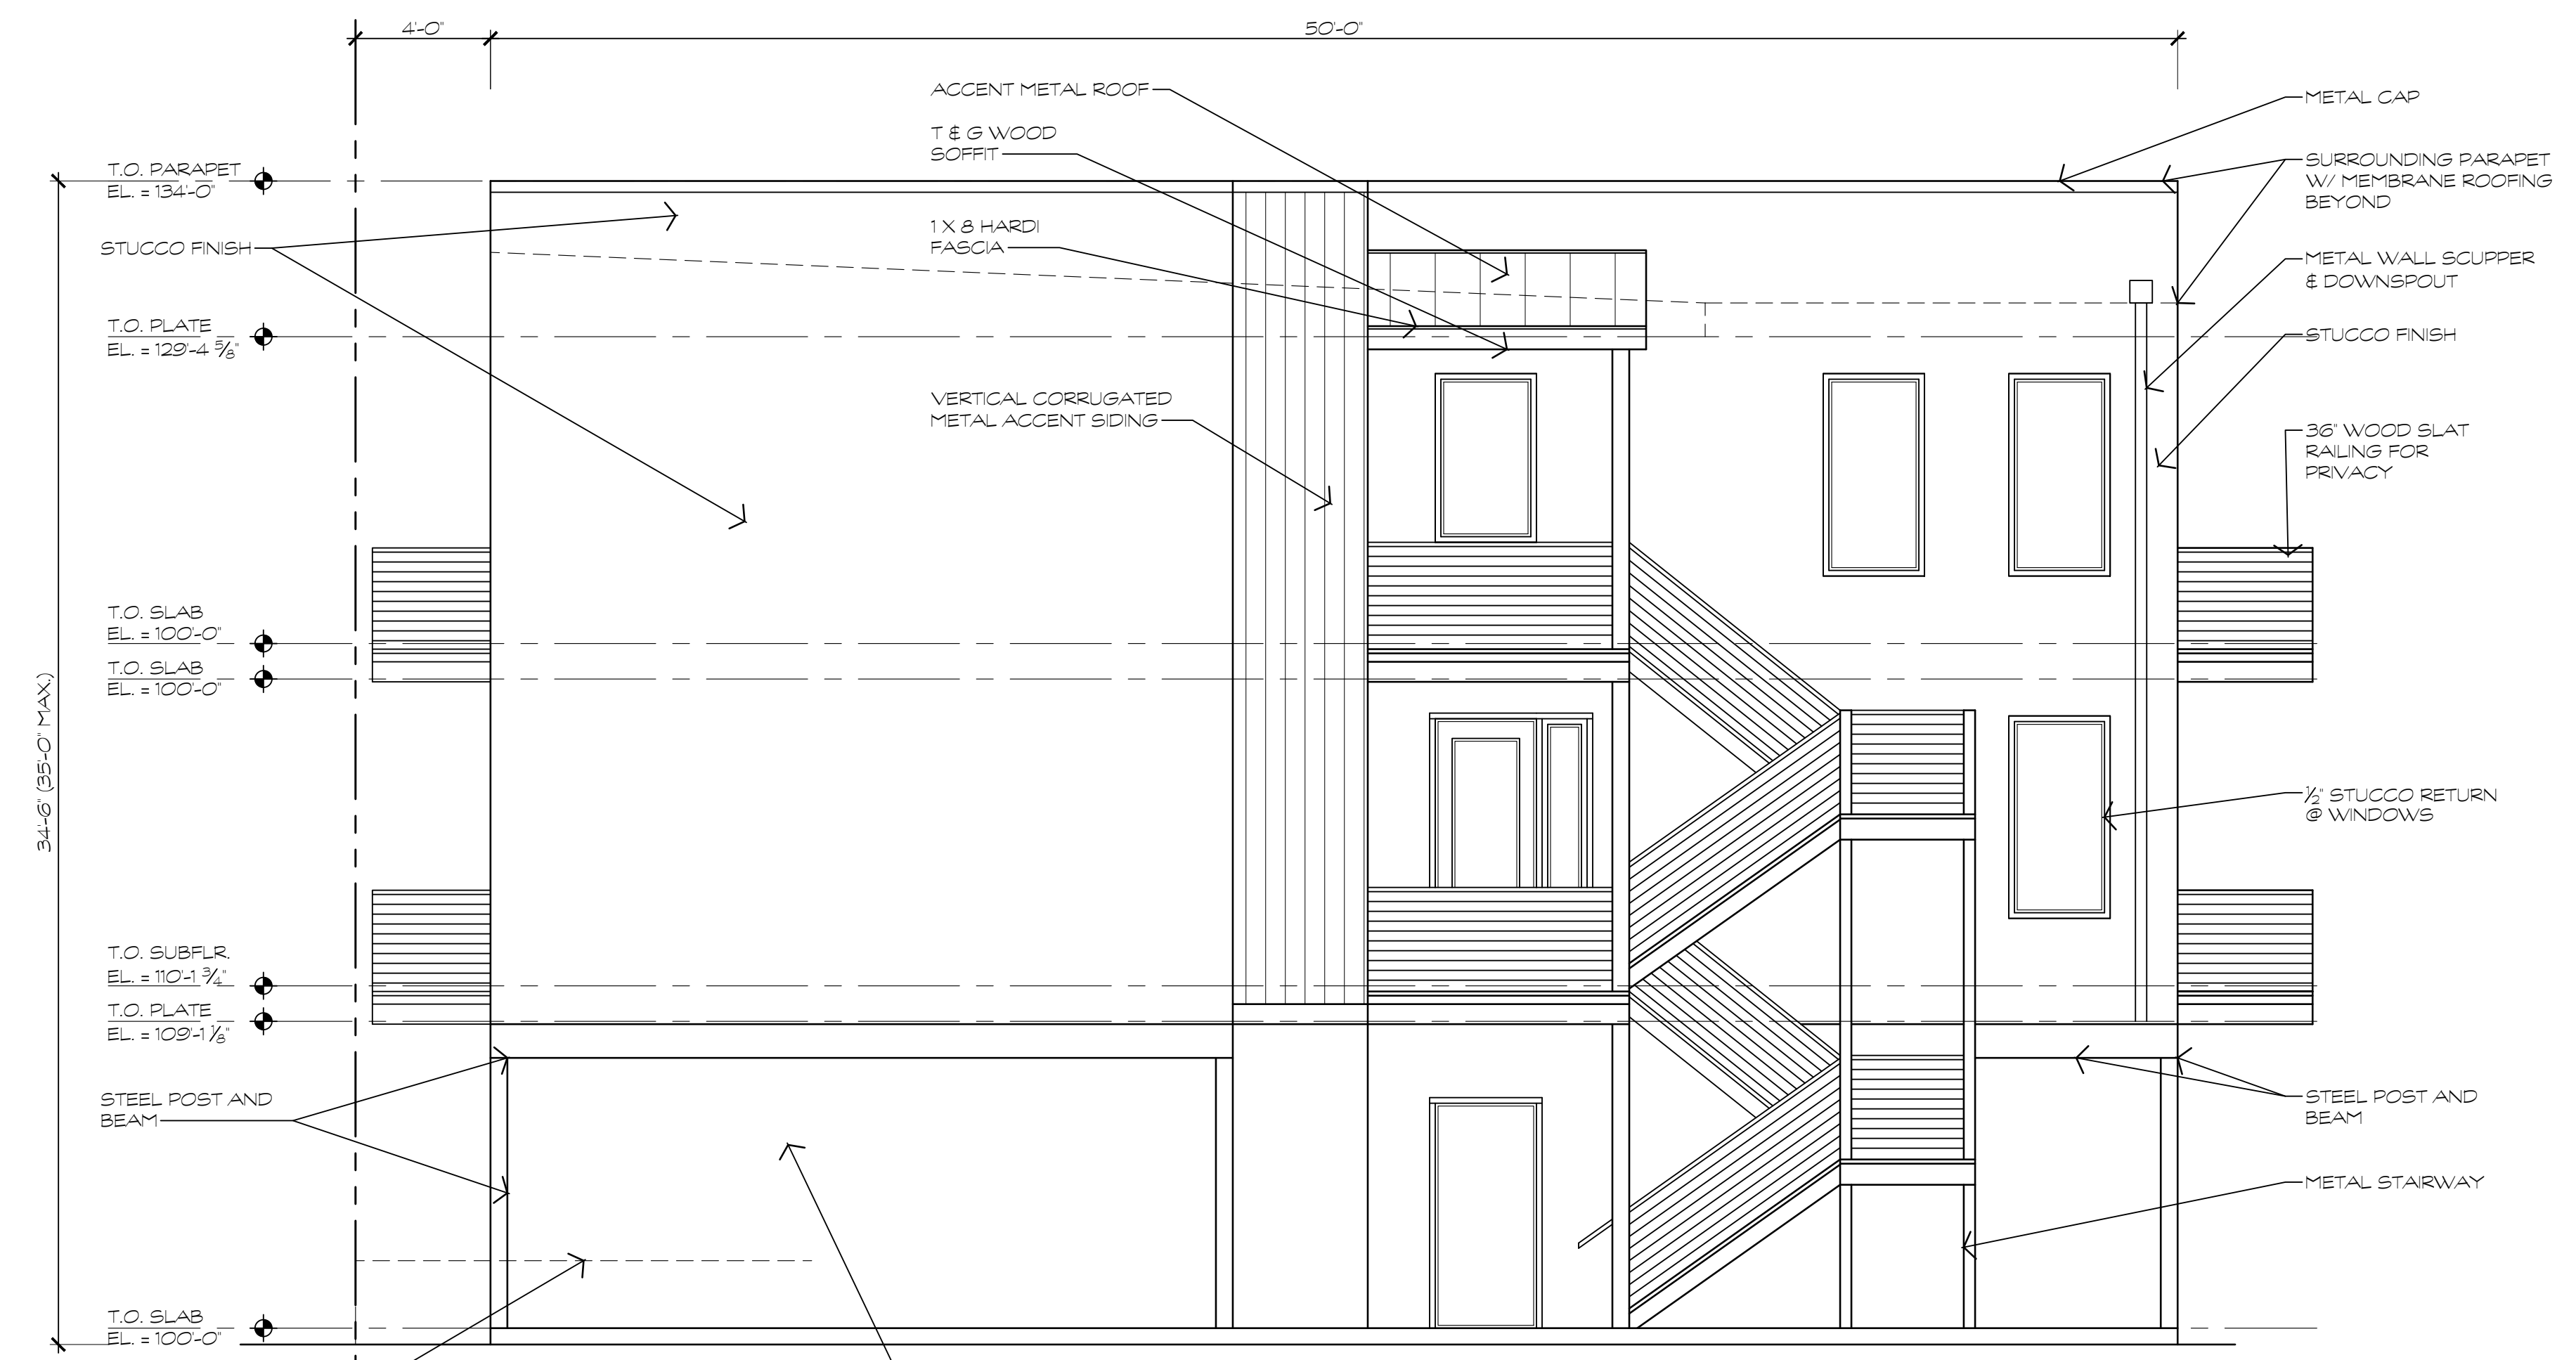 4'-0"
50'-0"
ACCENT METAL ROOF
T & G WOOD
SOFFIT
1 X 8 HARDI
FASCIA
VERTICAL CORRUGATED
METAL ACCENT SIDING
T.O. PARAPET
EL. = 134'-0"
STUCCO FINISH
T.O. PLATE
EL. = 129'-4 5/8"
T.O. SLAB
EL. = 100'-0"
T.O. SLAB
EL. = 100'-0"
34'-6" (35'-0" MAX.)
T.O. SUBFLR.
EL. = 110'-1 3/4"
T.O. PLATE
EL. = 109'-1 1/8"
STEEL POST AND
BEAM
T.O. SLAB
EL. = 100'-0"
METAL CAP
SURROUNDING PARAPET
W/ MEMBRANE ROOFING
BEYOND
METAL WALL SCUPPER
& DOWNSPOUT
STUCCO FINISH
36" WOOD SLAT
RAILING FOR
PRIVACY
1/2" STUCCO RETURN
@ WINDOWS
STEEL POST AND
BEAM
METAL STAIRWAY